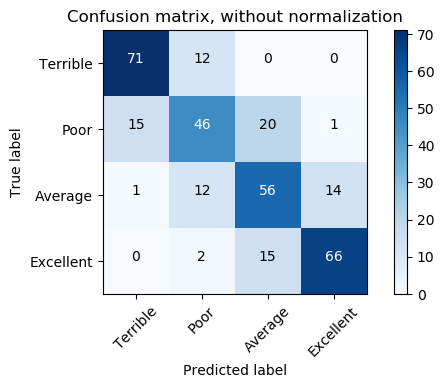 Confusion matrix, without normalization
True label
Terrible 71 12 0 0
Poor 15 46 20 1
Average 1 12 56 14
Excellent 0 2 15 66
Terrible Poor Average Excellent
Predicted label
70
60
50
40
30
20
10
0